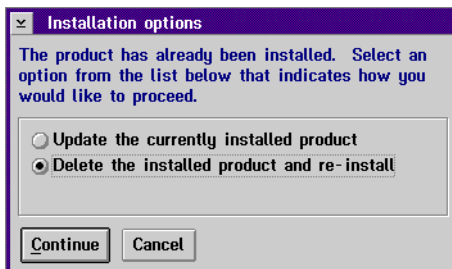 Installation options
The product has already been installed. Select an
option from the list below that indicates how you
would like to proceed.
Update the currently installed product
Delete the installed product and re-install
Continue Cancel